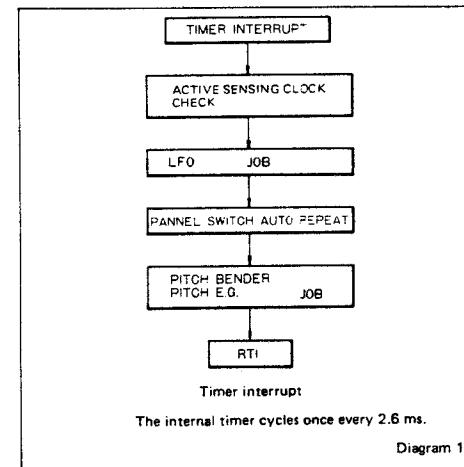 TIMER INTERRUPT
ACTIVE SENSING CLOCK
CHECK
LFO JOB
PANNEL SWITCH AUTO REPEAT
PITCH BENDER
PITCH E.G. JOB
RTI
Timer interrupt
The internal timer cycles once every 2.6 ms.
Diagram 1